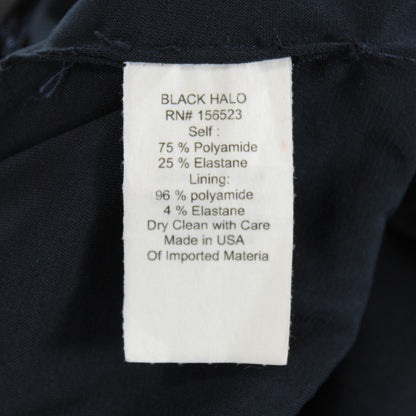 BLACK HALO
RN# 156523
Self :
75 % Polyamide
25 % Elastane
Lining:
96 % polyamide
4 % Elastane
Dry Clean with Care
Made in USA
Of Imported Materia